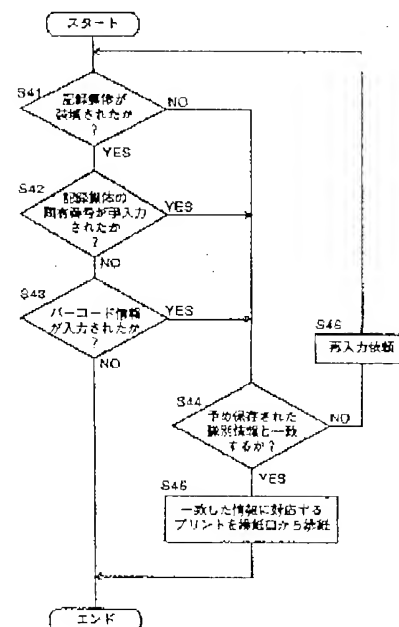 スタート
S41
記録媒体が
装填されたか
?
NO
YES
S42
記録媒体の
固有番号が手入力
されたか
?
YES
NO
S43
バーコード情報
が入力されたか
?
YES
NO
再入力依頼
S44
予め保存された
識別情報と一致
するか?
NO
YES
一致した情報に対応する
プリントを排紙口から排紙
エンド